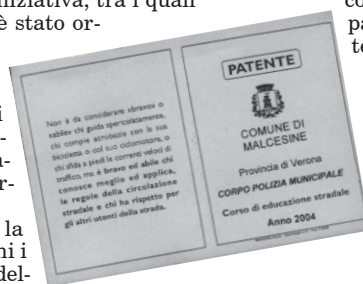 iniziativa, tra i quali
è stato or-
la
ni i
del-
Non è da considerare «bravo» o
«abile» chi guida spericolatamente,
chi compie acrobazie con la sua
bicicletta o col suo ciclomotore, o
chi sfida a piedi le correnti veloci di
traffico, ma è bravo ed abile chi
conosce meglio ed applica,
le regole della circolazione
stradale e chi ha rispetto per
gli altri utenti della strada.
PATENTE
COMUNE DI
MALCESINE
Provincia di Verona
CORPO POLIZIA MUNICIPALE
Corso di educazione stradale
Anno 2004
co
pa
te